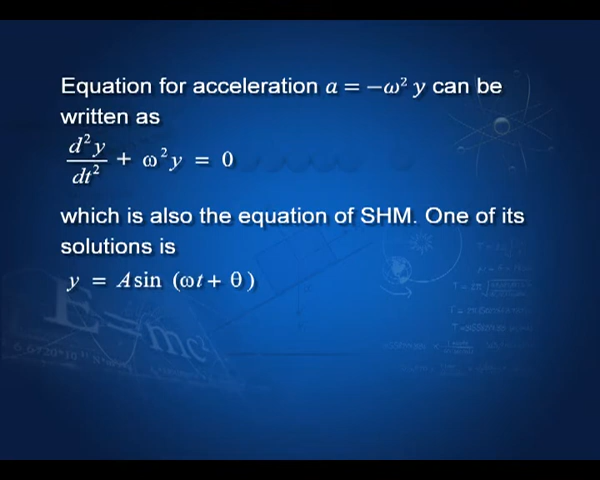 Equation for acceleration a = −ω² y can be
written as
d²y/dt² + ω²y = 0
which is also the equation of SHM. One of its
solutions is
y = A sin (ωt + θ)
E=mc²